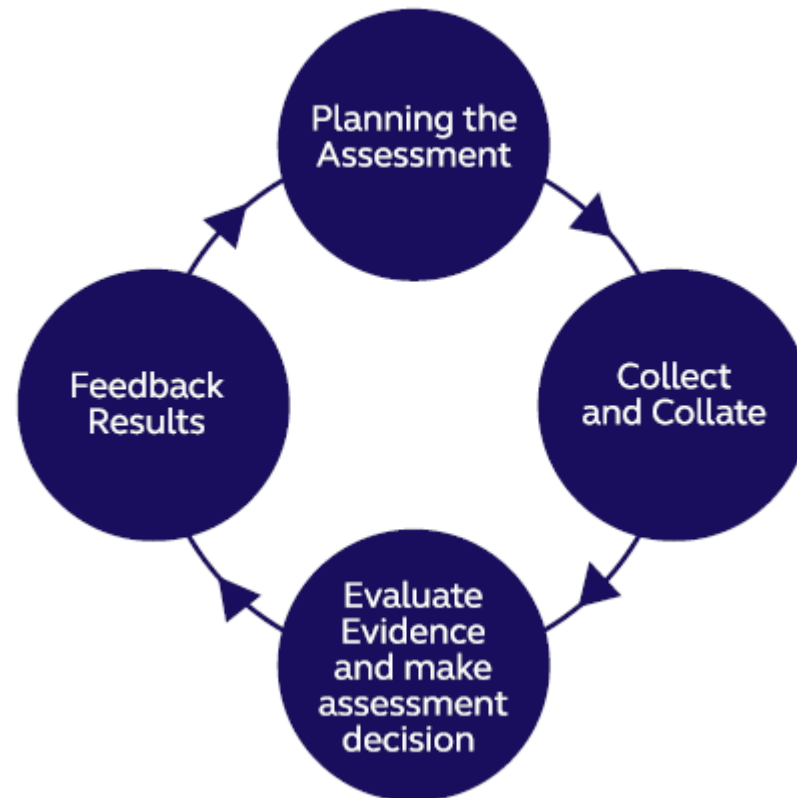 Planning the
Assessment
Collect
and Collate
Evaluate
Evidence
and make
assessment
decision
Feedback
Results